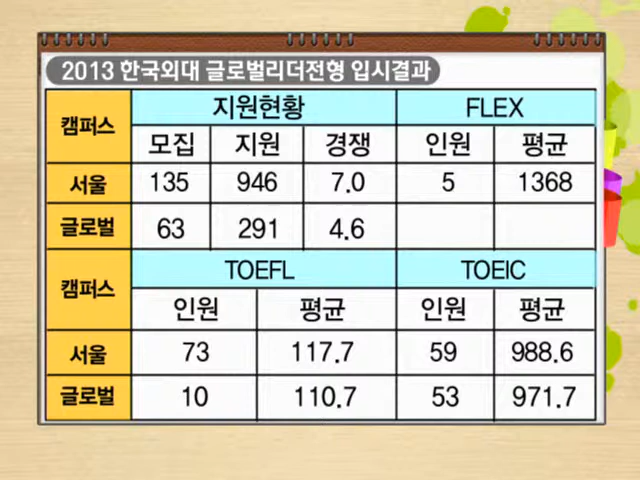 2013 한국외대 글로벌리더전형 입시결과
캠퍼스 지원현황 FLEX
모집 지원 경쟁 인원 평균
서울 135 946 7.0 5 1368
글로벌 63 291 4.6
캠퍼스 TOEFL TOEIC
인원 평균 인원 평균
서울 73 117.7 59 988.6
글로벌 10 110.7 53 971.7